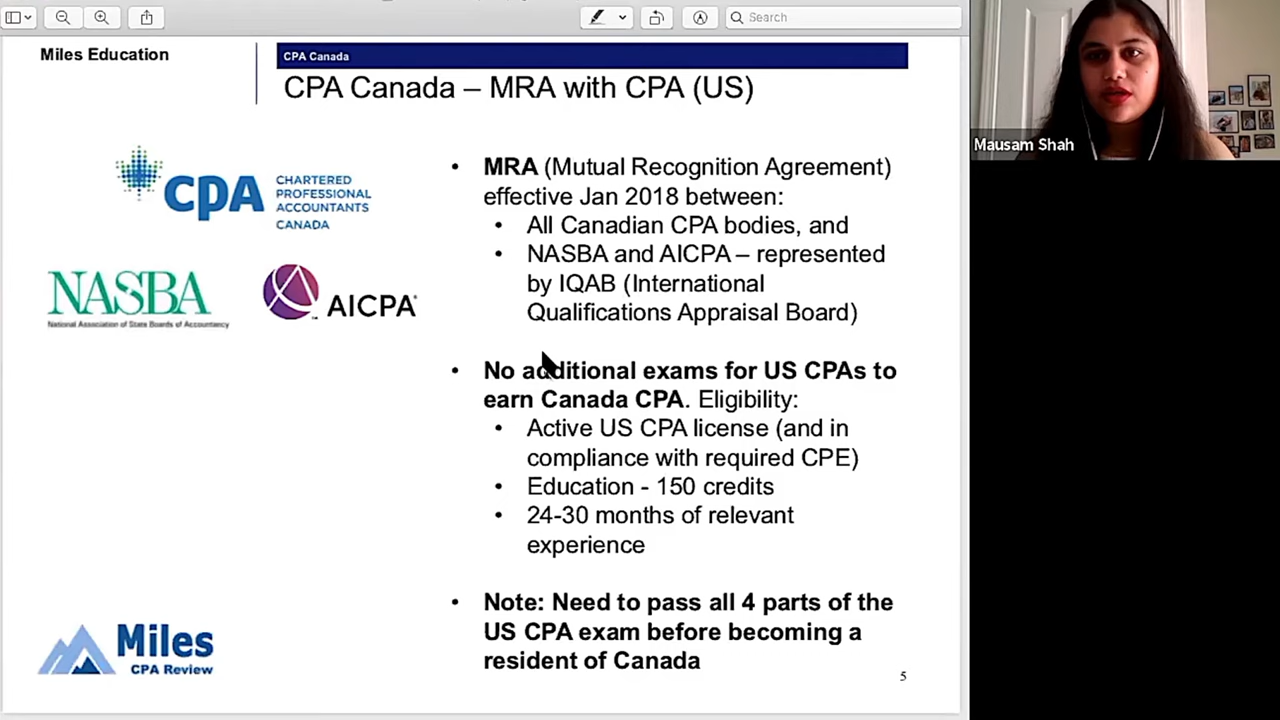 Search
Miles Education
CPA Canada
CPA Canada – MRA with CPA (US)
cpa
CHARTERED
PROFESSIONAL
ACCOUNTANTS
CANADA
NASBA
National Association of State Boards of Accountancy
AICPA
• MRA (Mutual Recognition Agreement)
effective Jan 2018 between:
• All Canadian CPA bodies, and
• NASBA and AICPA – represented
by IQAB (International
Qualifications Appraisal Board)
• No additional exams for US CPAs to
earn Canada CPA. Eligibility:
• Active US CPA license (and in
compliance with required CPE)
• Education - 150 credits
• 24-30 months of relevant
experience
• Note: Need to pass all 4 parts of the
US CPA exam before becoming a
resident of Canada
Miles
CPA Review
5
Mausam Shah